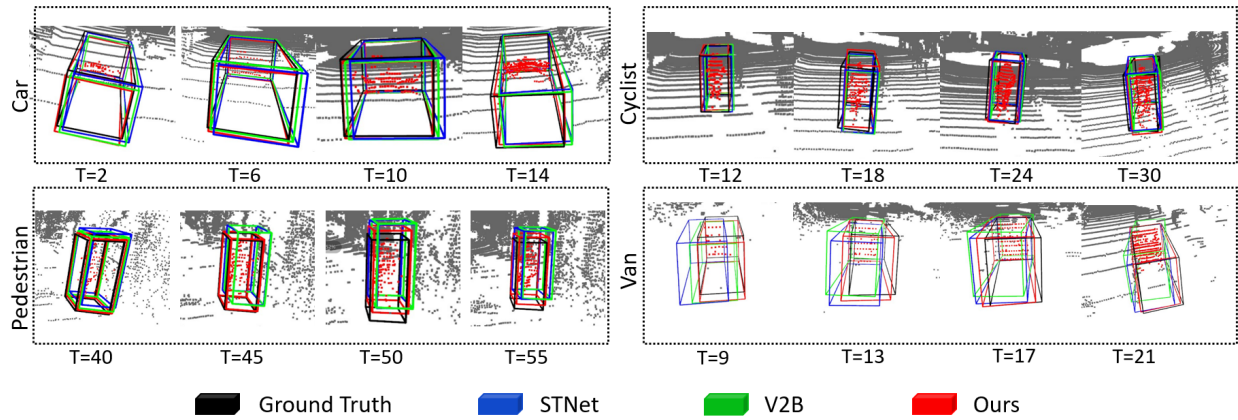 Car
T=2
T=6
T=10
T=14
Cyclist
T=12
T=18
T=24
T=30
Pedestrian
T=40
T=45
T=50
T=55
Van
T=9
T=13
T=17
T=21
Ground Truth
STNet
V2B
Ours